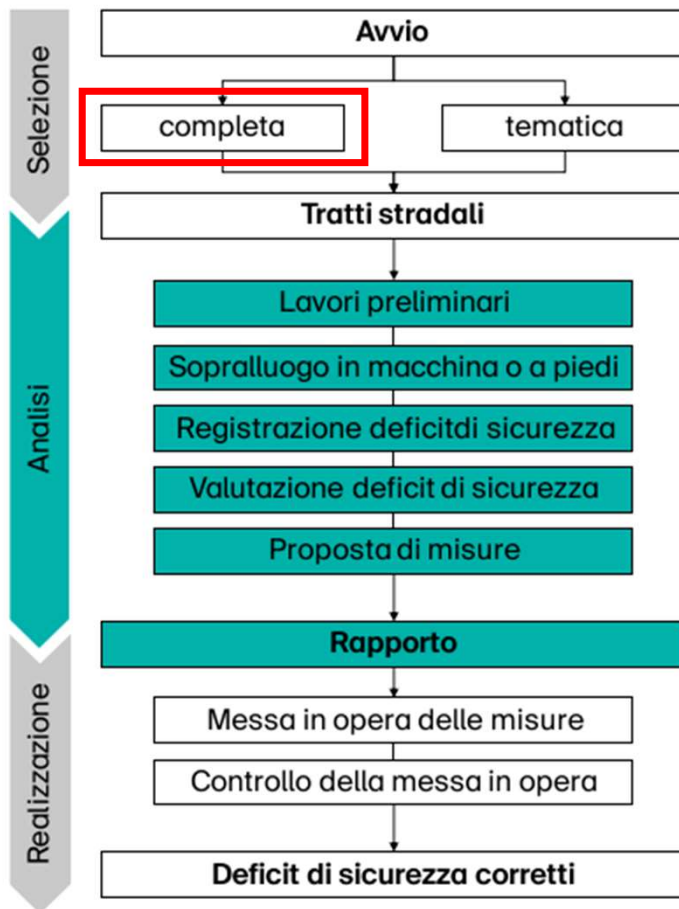 Selezione
Avvio
completa
tematica
Tratti stradali
Analisi
Lavori preliminari
Sopralluogo in macchina o a piedi
Registrazione deficitdi sicurezza
Valutazione deficit di sicurezza
Proposta di misure
Rapporto
Realizzazione
Messa in opera delle misure
Controllo della messa in opera
Deficit di sicurezza corretti